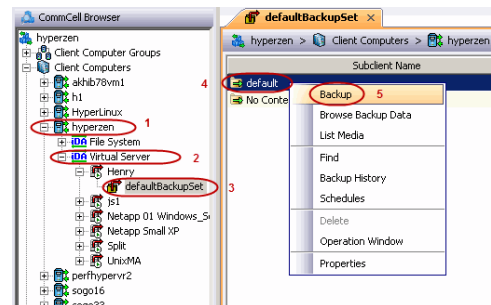 CommCell Browser
hyperzen
Client Computer Groups
Client Computers
akhib78vm1
h1
HyperLinux
hyperzen 1
iDA File System
iDA Virtual Server 2
Henry
defaultBackupSet 3
js1
Netapp 01 Windows_Se
Netapp Small XP
Split
UnixMA
perfhypervr2
sogo16
defaultBackupSet ×
hyperzen > Client Computers > hyperzen
Subclient Name
4 default
No Conte
Backup 5
Browse Backup Data
List Media
Find
Backup History
Schedules
Delete
Operation Window
Properties